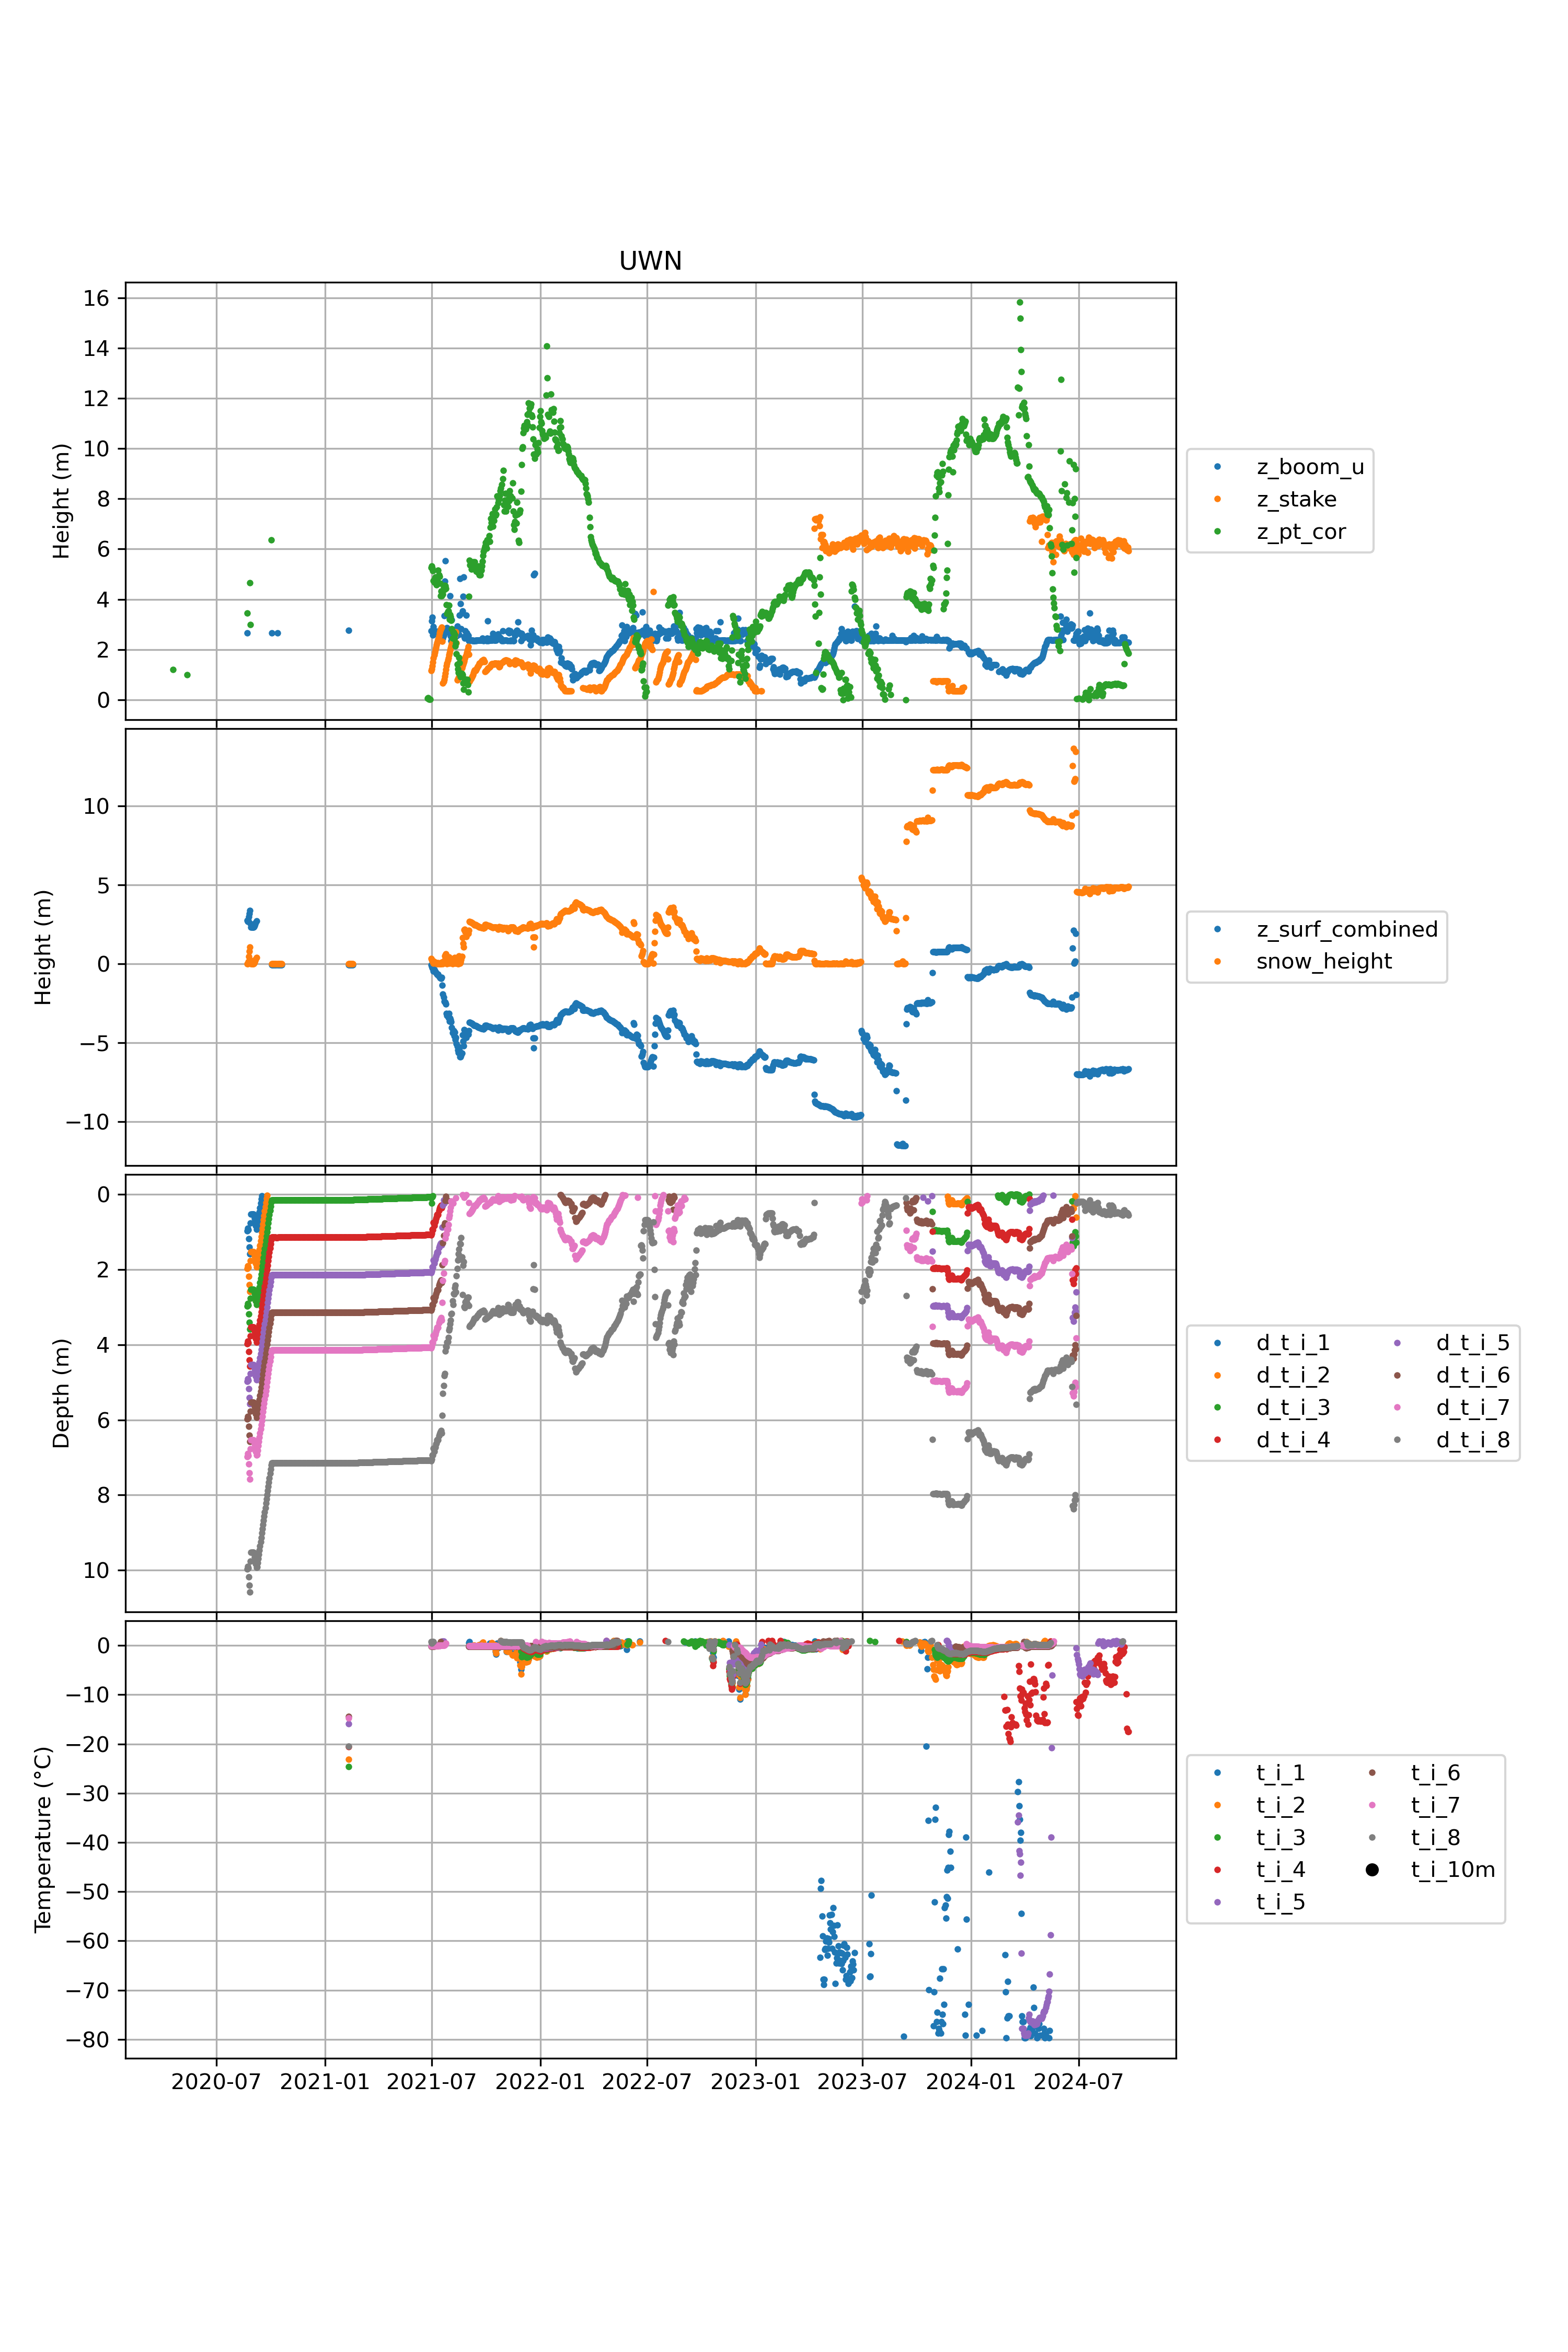 UWN
Height (m)
16
14
12
10
8
6
4
2
0
z_boom_u
z_stake
z_pt_cor
Height (m)
10
5
0
−5
−10
z_surf_combined
snow_height
Depth (m)
0
2
4
6
8
10
d_t_i_1 d_t_i_5
d_t_i_2 d_t_i_6
d_t_i_3 d_t_i_7
d_t_i_4 d_t_i_8
Temperature (°C)
0
−10
−20
−30
−40
−50
−60
−70
−80
t_i_1 t_i_6
t_i_2 t_i_7
t_i_3 t_i_8
t_i_4 t_i_10m
t_i_5
2020-07 2021-01 2021-07 2022-01 2022-07 2023-01 2023-07 2024-01 2024-07